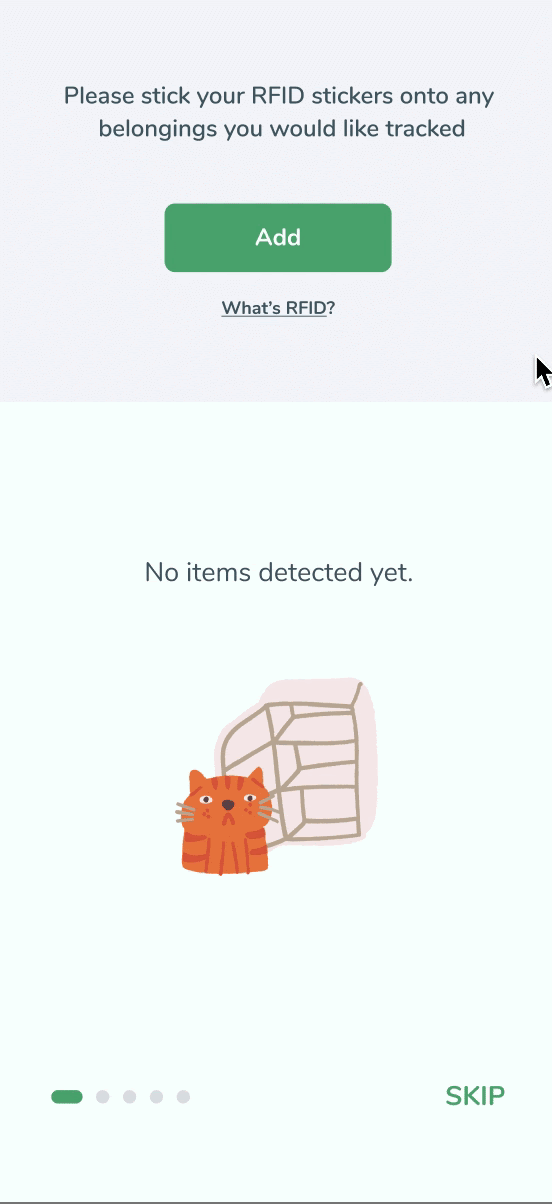 Please stick your RFID stickers onto any
belongings you would like tracked
Add
What's RFID?
No items detected yet.
SKIP